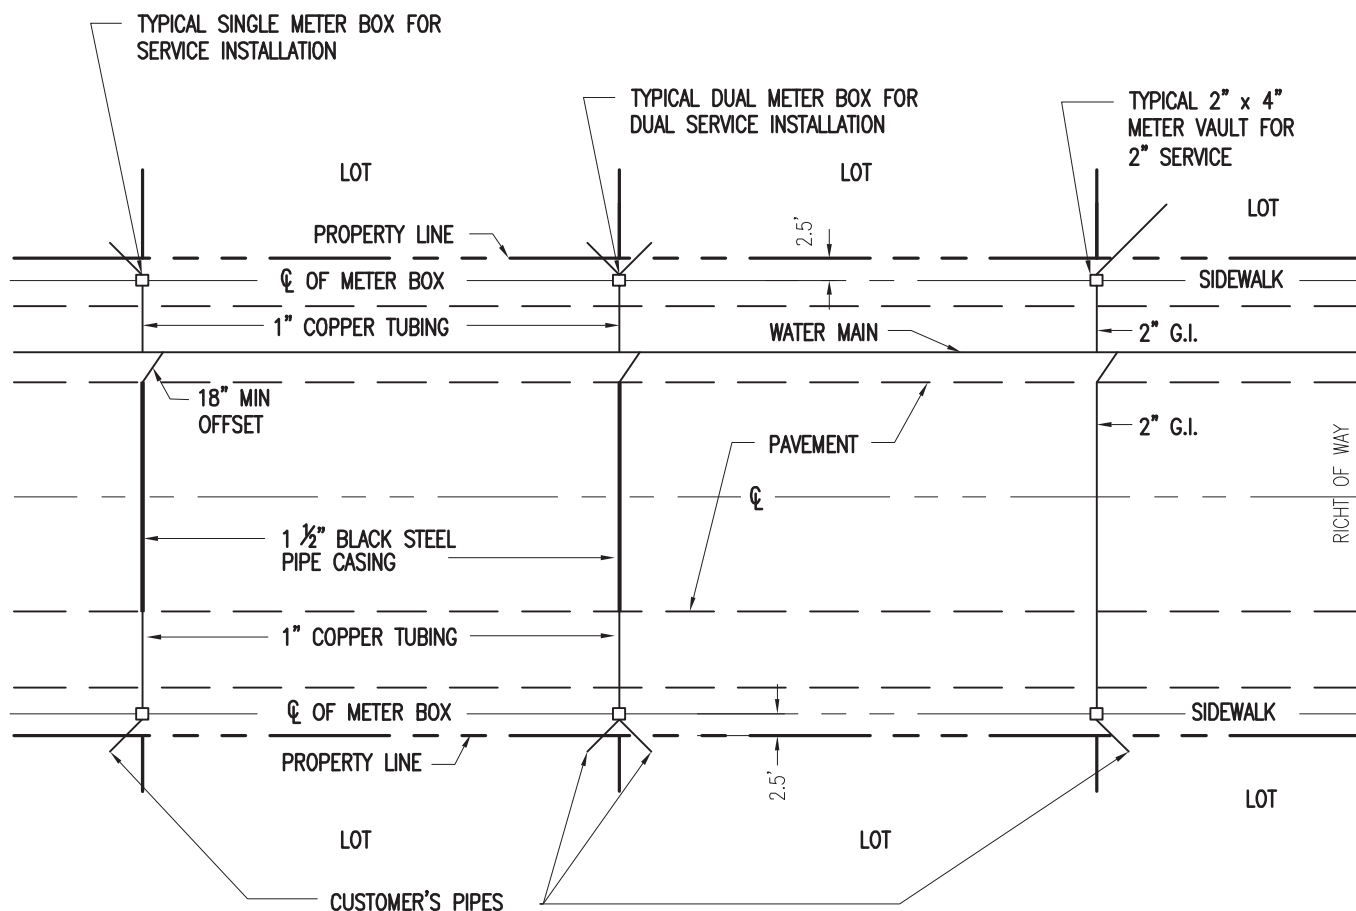 TYPICAL SINGLE METER BOX FOR
SERVICE INSTALLATION
TYPICAL DUAL METER BOX FOR
DUAL SERVICE INSTALLATION
TYPICAL 2" x 4"
METER VAULT FOR
2" SERVICE
LOT
LOT
LOT
PROPERTY LINE
2.5'
℄ OF METER BOX
SIDEWALK
1" COPPER TUBING
WATER MAIN
2" G.I.
18" MIN
OFFSET
PAVEMENT
2" G.I.
RICHT OF WAY
℄
1 ½" BLACK STEEL
PIPE CASING
1" COPPER TUBING
℄ OF METER BOX
SIDEWALK
PROPERTY LINE
2.5'
LOT
LOT
LOT
CUSTOMER'S PIPES